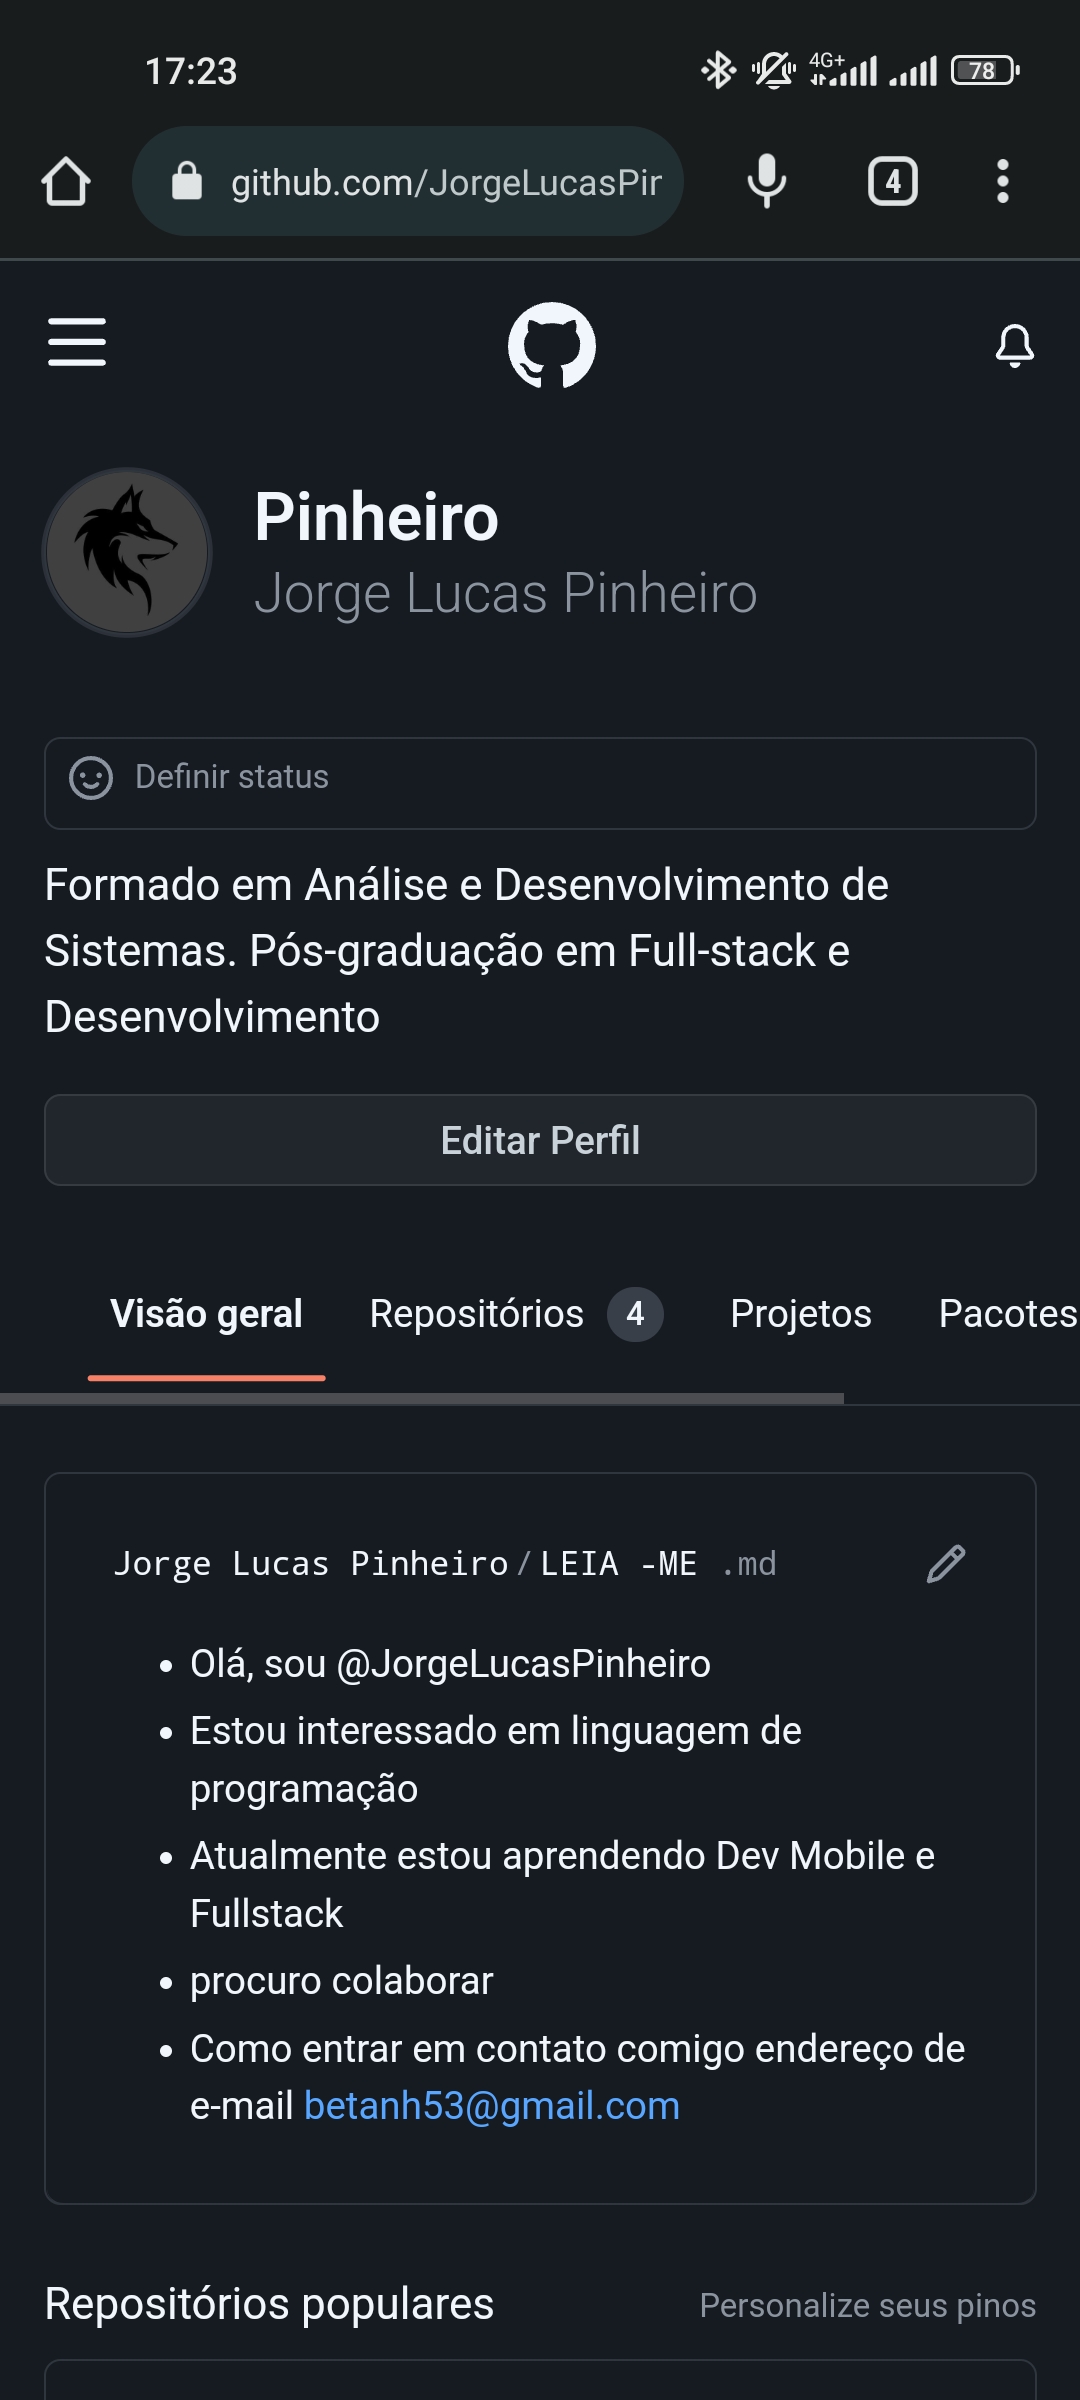 17:23
4G+
78
github.com/JorgeLucasPir
4
Pinheiro
Jorge Lucas Pinheiro
Definir status
Formado em Análise e Desenvolvimento de
Sistemas. Pós-graduação em Full-stack e
Desenvolvimento
Editar Perfil
Visão geral Repositórios 4 Projetos Pacotes
Jorge Lucas Pinheiro/LEIA -ME .md
Olá, sou @JorgeLucasPinheiro
Estou interessado em linguagem de
programação
Atualmente estou aprendendo Dev Mobile e
Fullstack
procuro colaborar
Como entrar em contato comigo endereço de
e-mail betanh53@gmail.com
Repositórios populares Personalize seus pinos